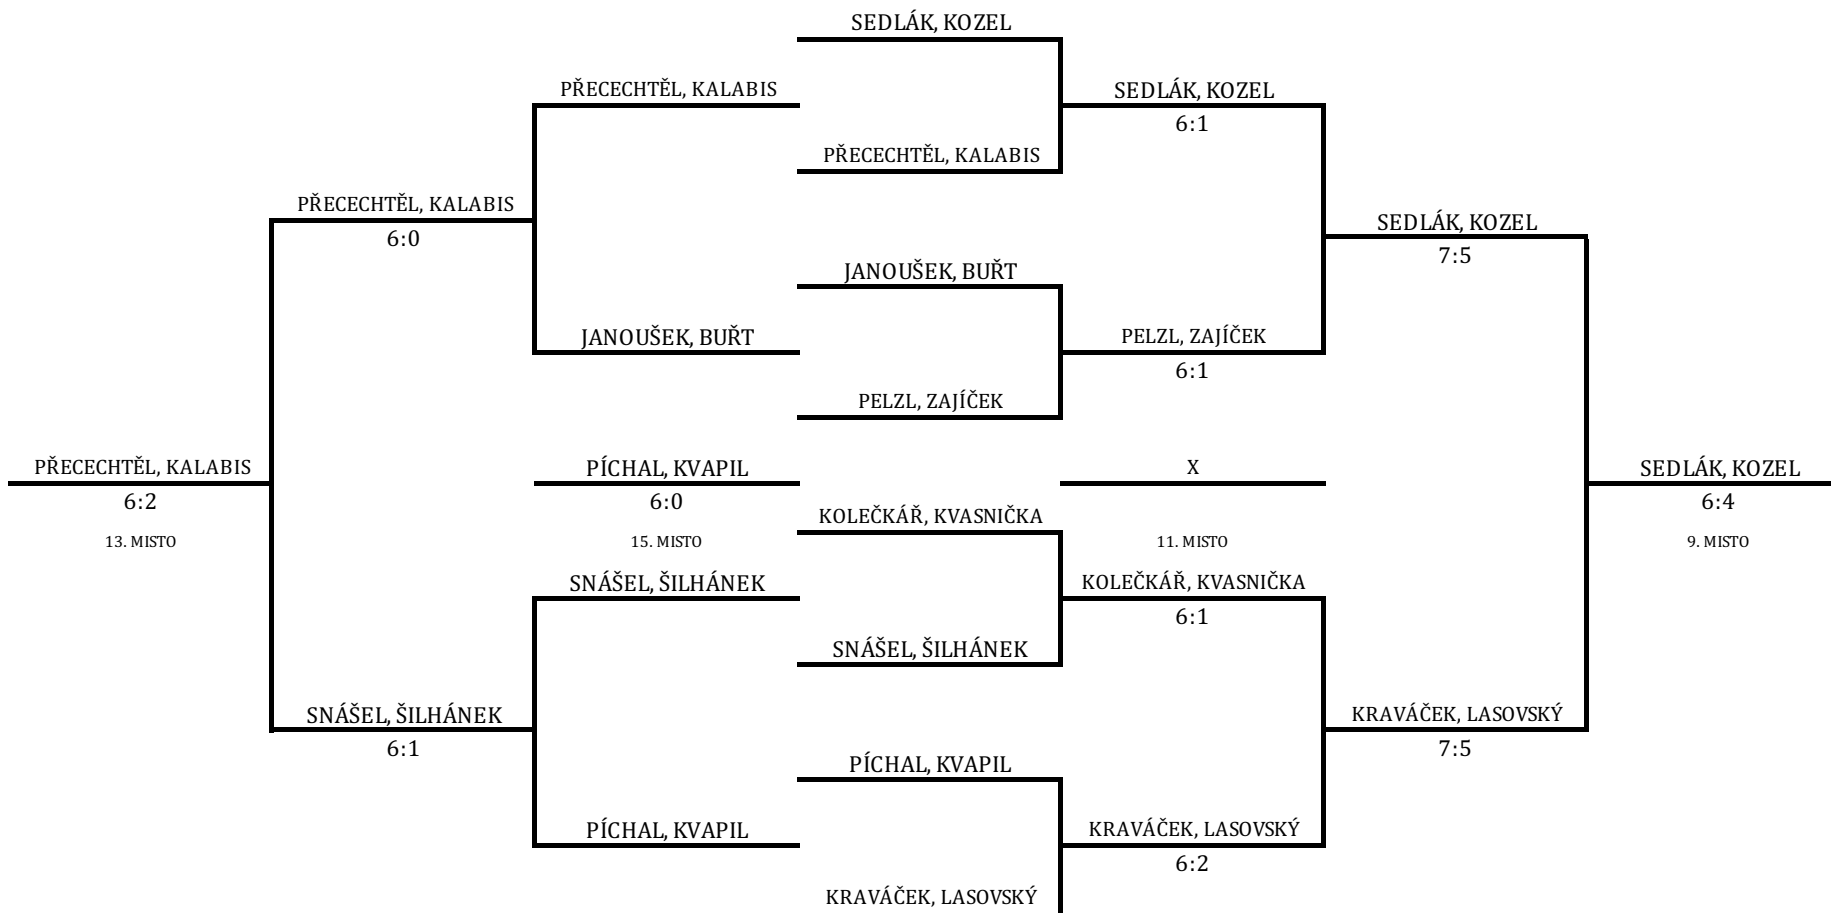 SEDLÁK, KOZEL
PŘECECHTĚL, KALABIS
SEDLÁK, KOZEL
6:1
PŘECECHTĚL, KALABIS
PŘECECHTĚL, KALABIS
6:0
SEDLÁK, KOZEL
7:5
JANOUŠEK, BUŘT
JANOUŠEK, BUŘT
PELZL, ZAJÍČEK
6:1
PELZL, ZAJÍČEK
PŘECECHTĚL, KALABIS
6:2
13. MISTO
PÍCHAL, KVAPIL
6:0
15. MISTO
X
11. MISTO
SEDLÁK, KOZEL
6:4
9. MISTO
KOLEČKÁŘ, KVASNIČKA
SNÁŠEL, ŠILHÁNEK
KOLEČKÁŘ, KVASNIČKA
6:1
SNÁŠEL, ŠILHÁNEK
SNÁŠEL, ŠILHÁNEK
6:1
KRAVÁČEK, LASOVSKÝ
7:5
PÍCHAL, KVAPIL
PÍCHAL, KVAPIL
KRAVÁČEK, LASOVSKÝ
6:2
KRAVÁČEK, LASOVSKÝ